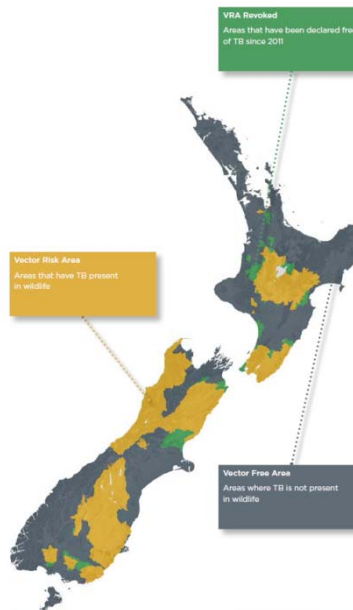 VRA Revoked
Areas that have been declared free
of TB since 2011
Vector Risk Area
Areas that have TB present
in wildlife
Vector Free Area
Areas where TB is not present
in wildlife